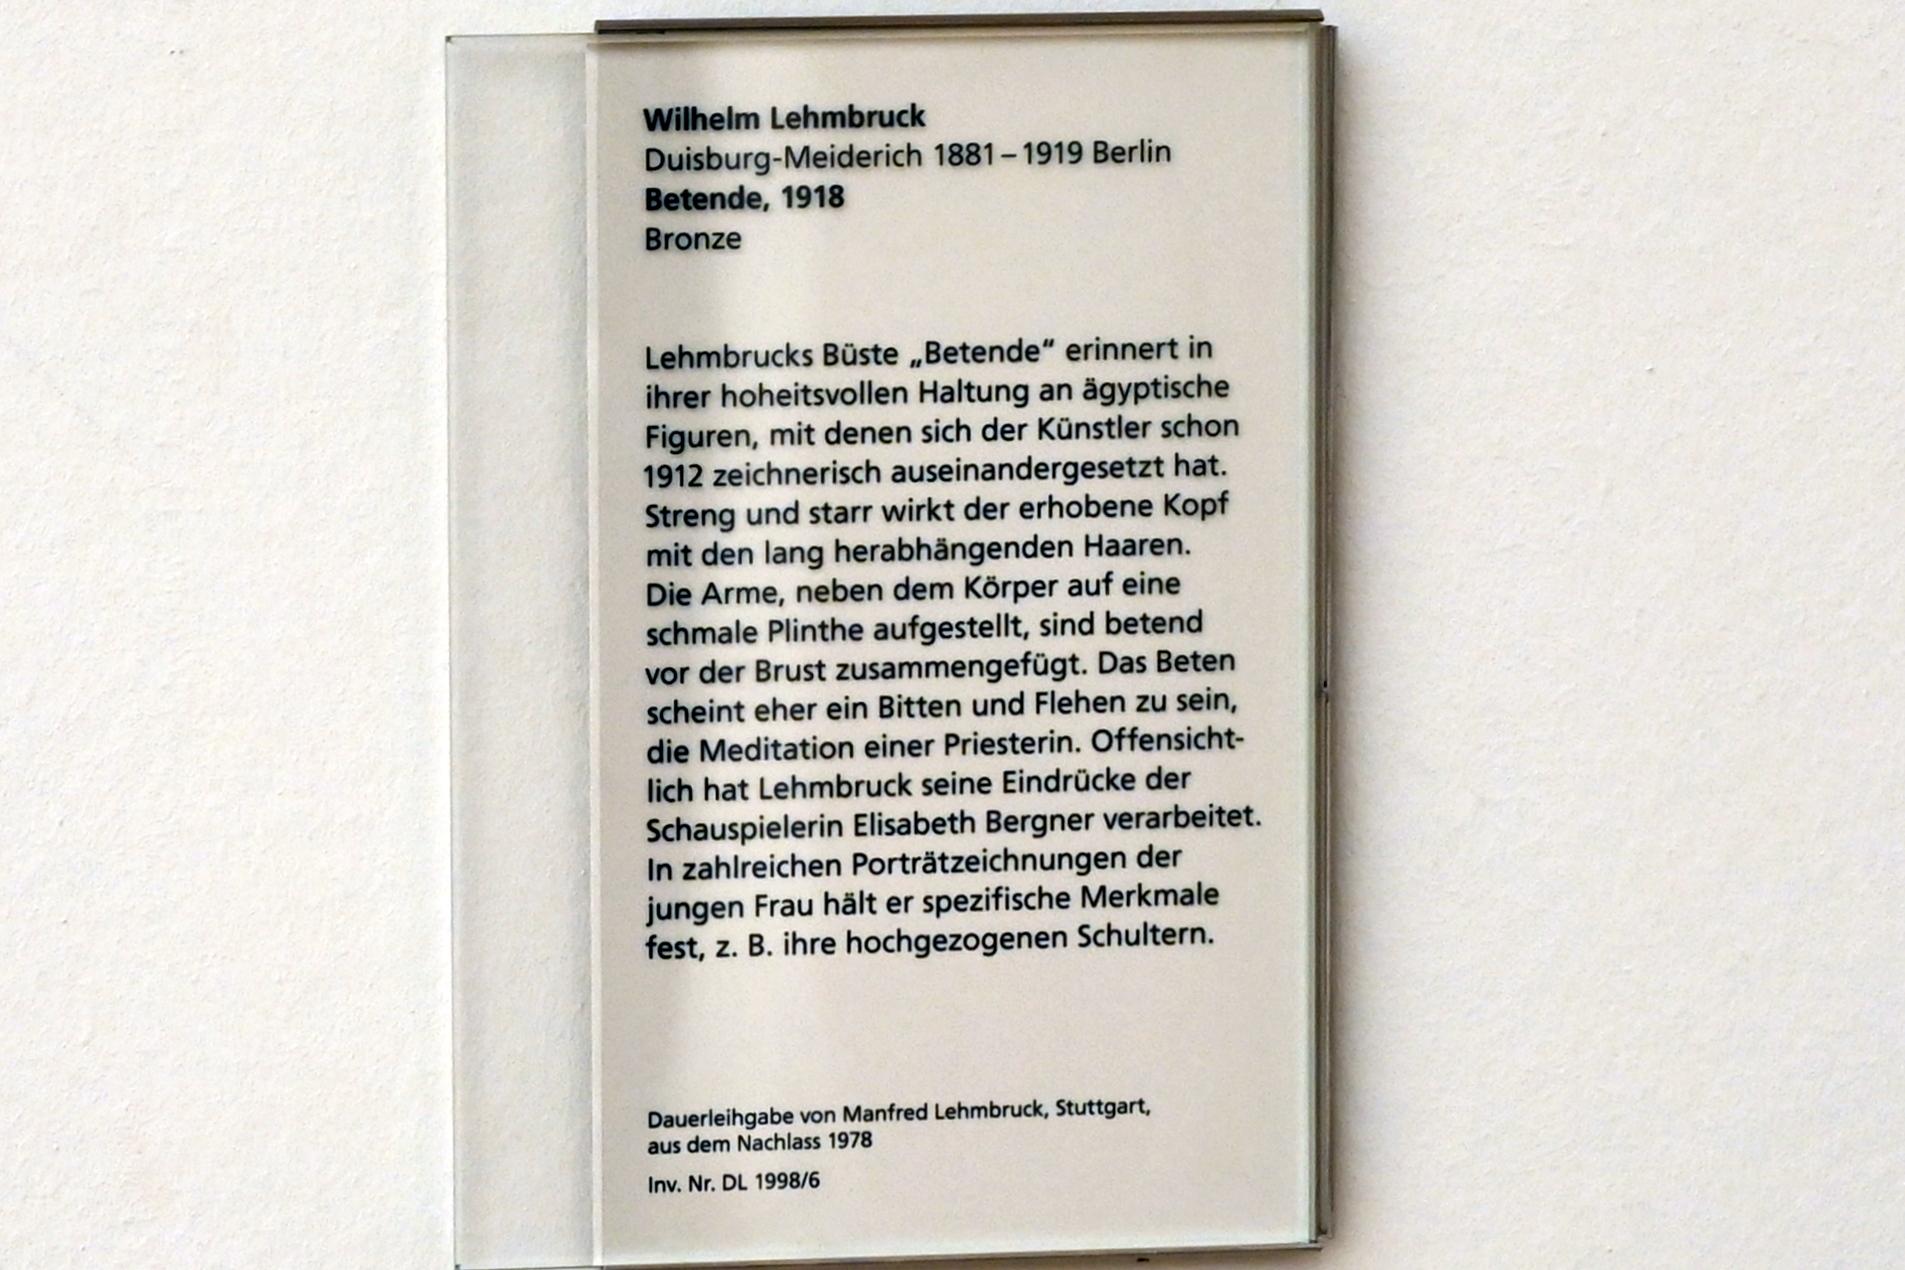 Wilhelm Lehmbruck
Duisburg-Meiderich 1881 – 1919 Berlin
Betende, 1918
Bronze
Lehmbrucks Büste „Betende“ erinnert in
ihrer hoheitsvollen Haltung an ägyptische
Figuren, mit denen sich der Künstler schon
1912 zeichnerisch auseinandergesetzt hat.
Streng und starr wirkt der erhobene Kopf
mit den lang herabhängenden Haaren.
Die Arme, neben dem Körper auf eine
schmale Plinthe aufgestellt, sind betend
vor der Brust zusammengefügt. Das Beten
scheint eher ein Bitten und Flehen zu sein,
die Meditation einer Priesterin. Offensicht-
lich hat Lehmbruck seine Eindrücke der
Schauspielerin Elisabeth Bergner verarbeitet.
In zahlreichen Porträtzeichnungen der
jungen Frau hält er spezifische Merkmale
fest, z. B. ihre hochgezogenen Schultern.
Dauerleihgabe von Manfred Lehmbruck, Stuttgart,
aus dem Nachlass 1978
Inv. Nr. DL 1998/6